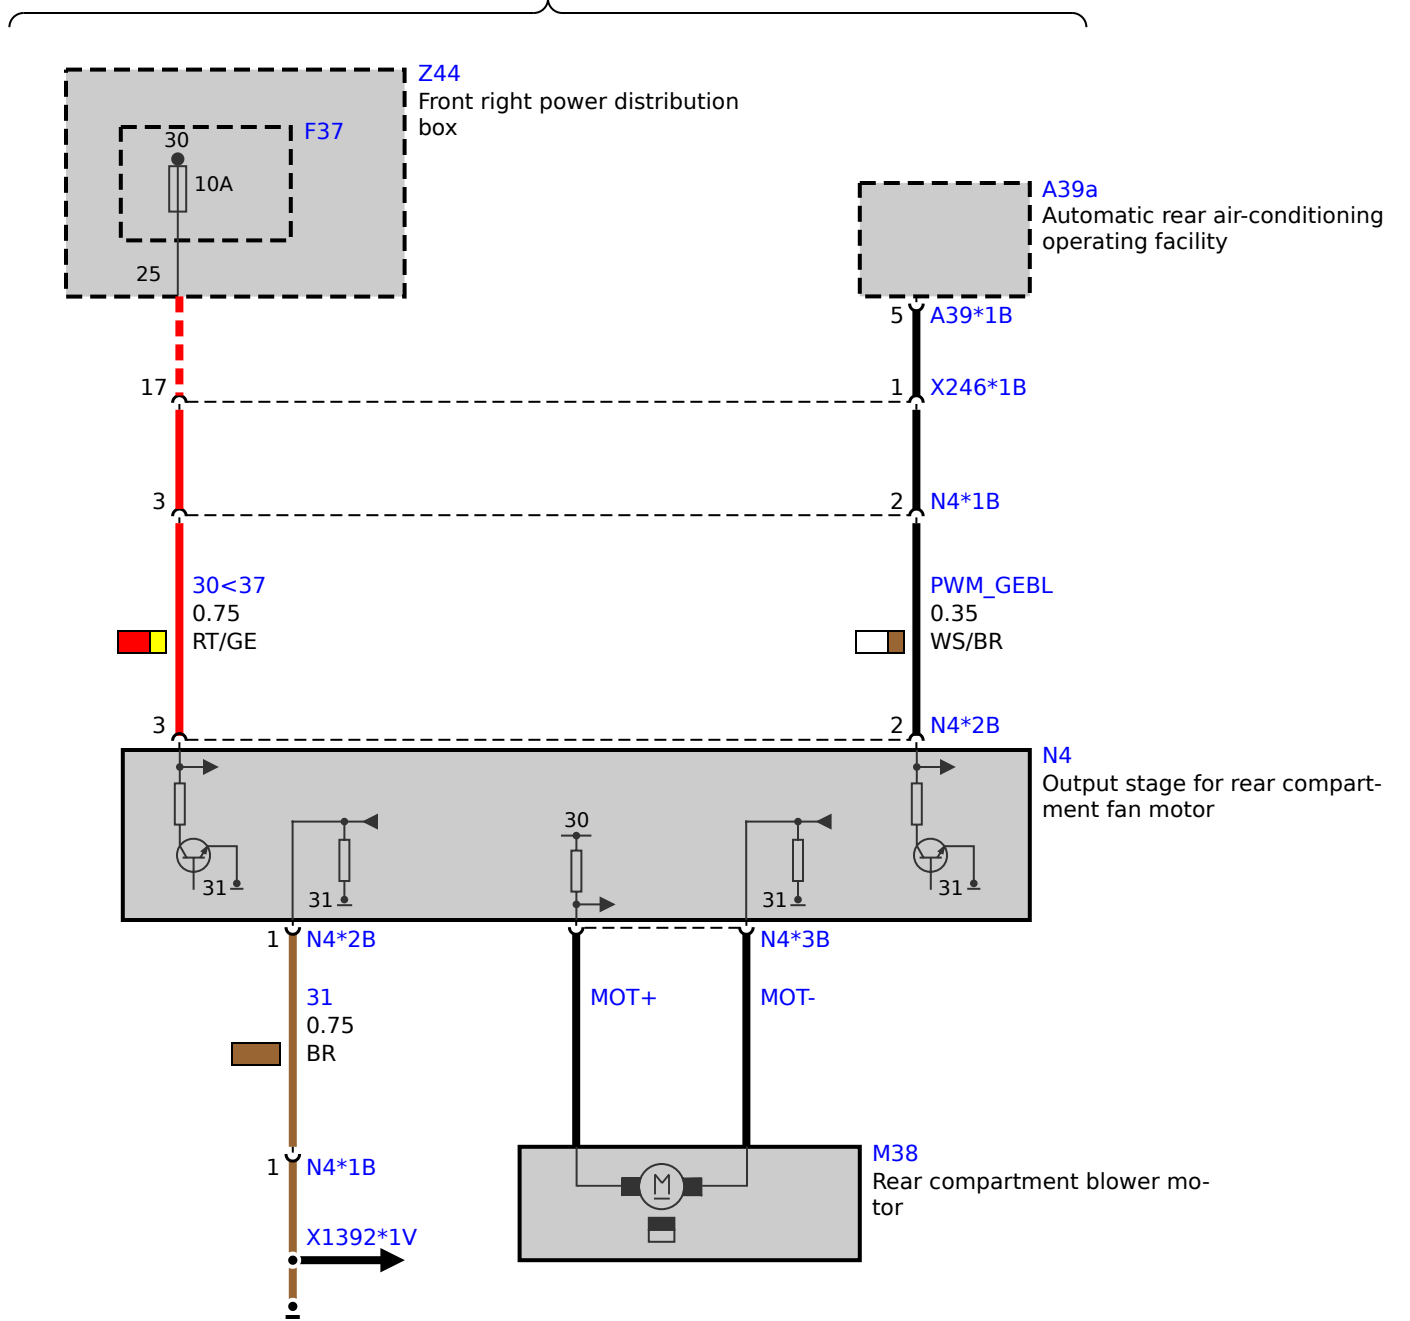 Z44
Front right power distribution
box
F37
30
10A
25
A39a
Automatic rear air-conditioning
operating facility
5 A39*1B
17
1 X246*1B
3
2 N4*1B
30<37
0.75
RT/GE
PWM_GEBL
0.35
WS/BR
3
2 N4*2B
N4
Output stage for rear compart-
ment fan motor
30
31
31
31
31
1 N4*2B
N4*3B
31
0.75
BR
MOT+
MOT-
1 N4*1B
M38
Rear compartment blower mo-
tor
M
X1392*1V